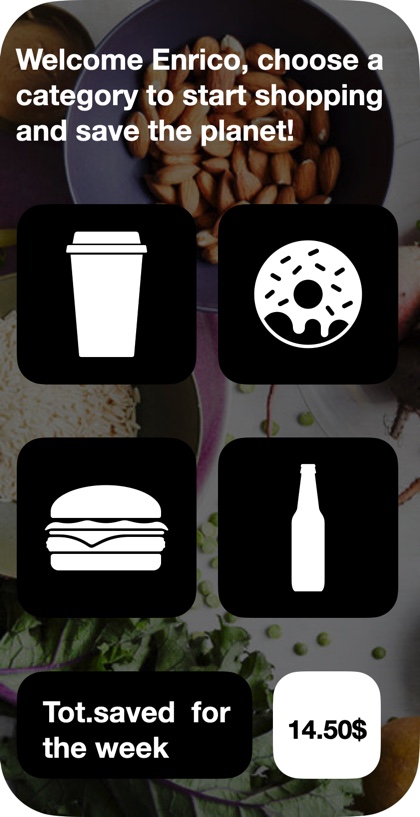 Welcome Enrico, choose a
category to start shopping
and save the planet!
Tot.saved  for
the week
14.50$